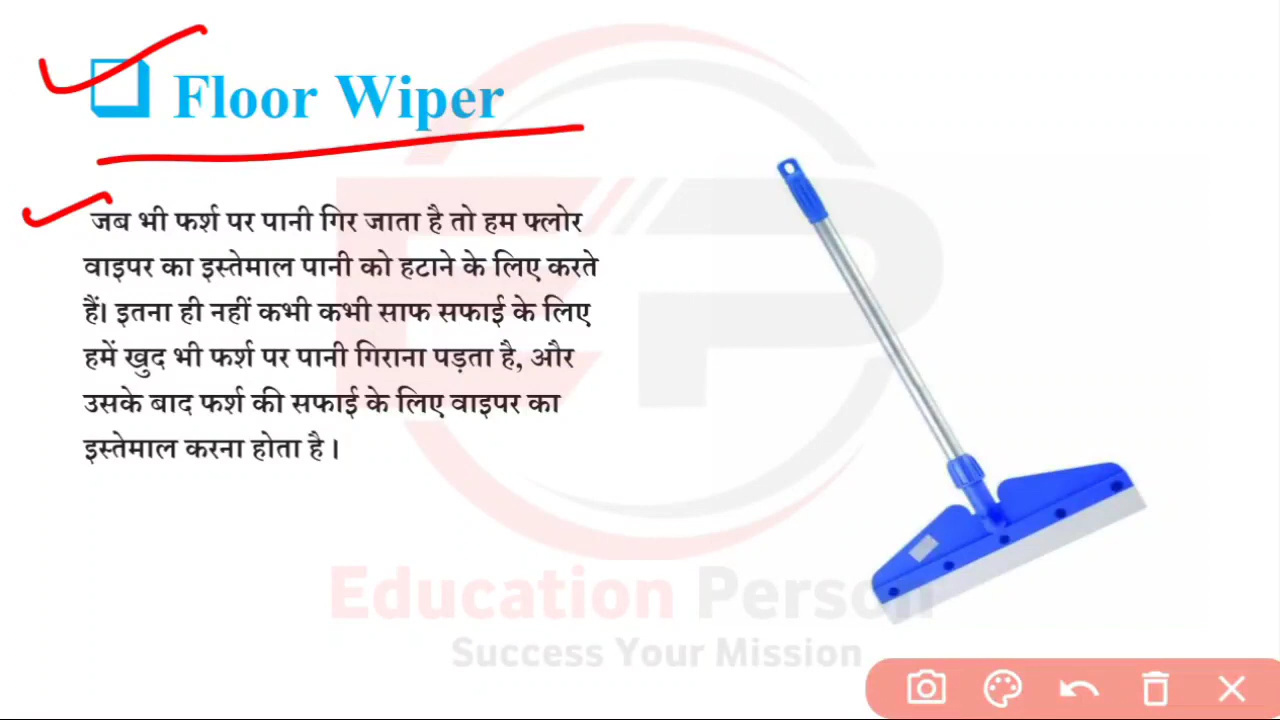 Floor Wiper
जब भी फर्श पर पानी गिर जाता है तो हम फ्लोर
वाइपर का इस्तेमाल पानी को हटाने के लिए करते
हैं। इतना ही नहीं कभी कभी साफ सफाई के लिए
हमें खुद भी फर्श पर पानी गिराना पड़ता है, और
उसके बाद फर्श की सफाई के लिए वाइपर का
इस्तेमाल करना होता है ।
EP
Education Person
Success Your Mission